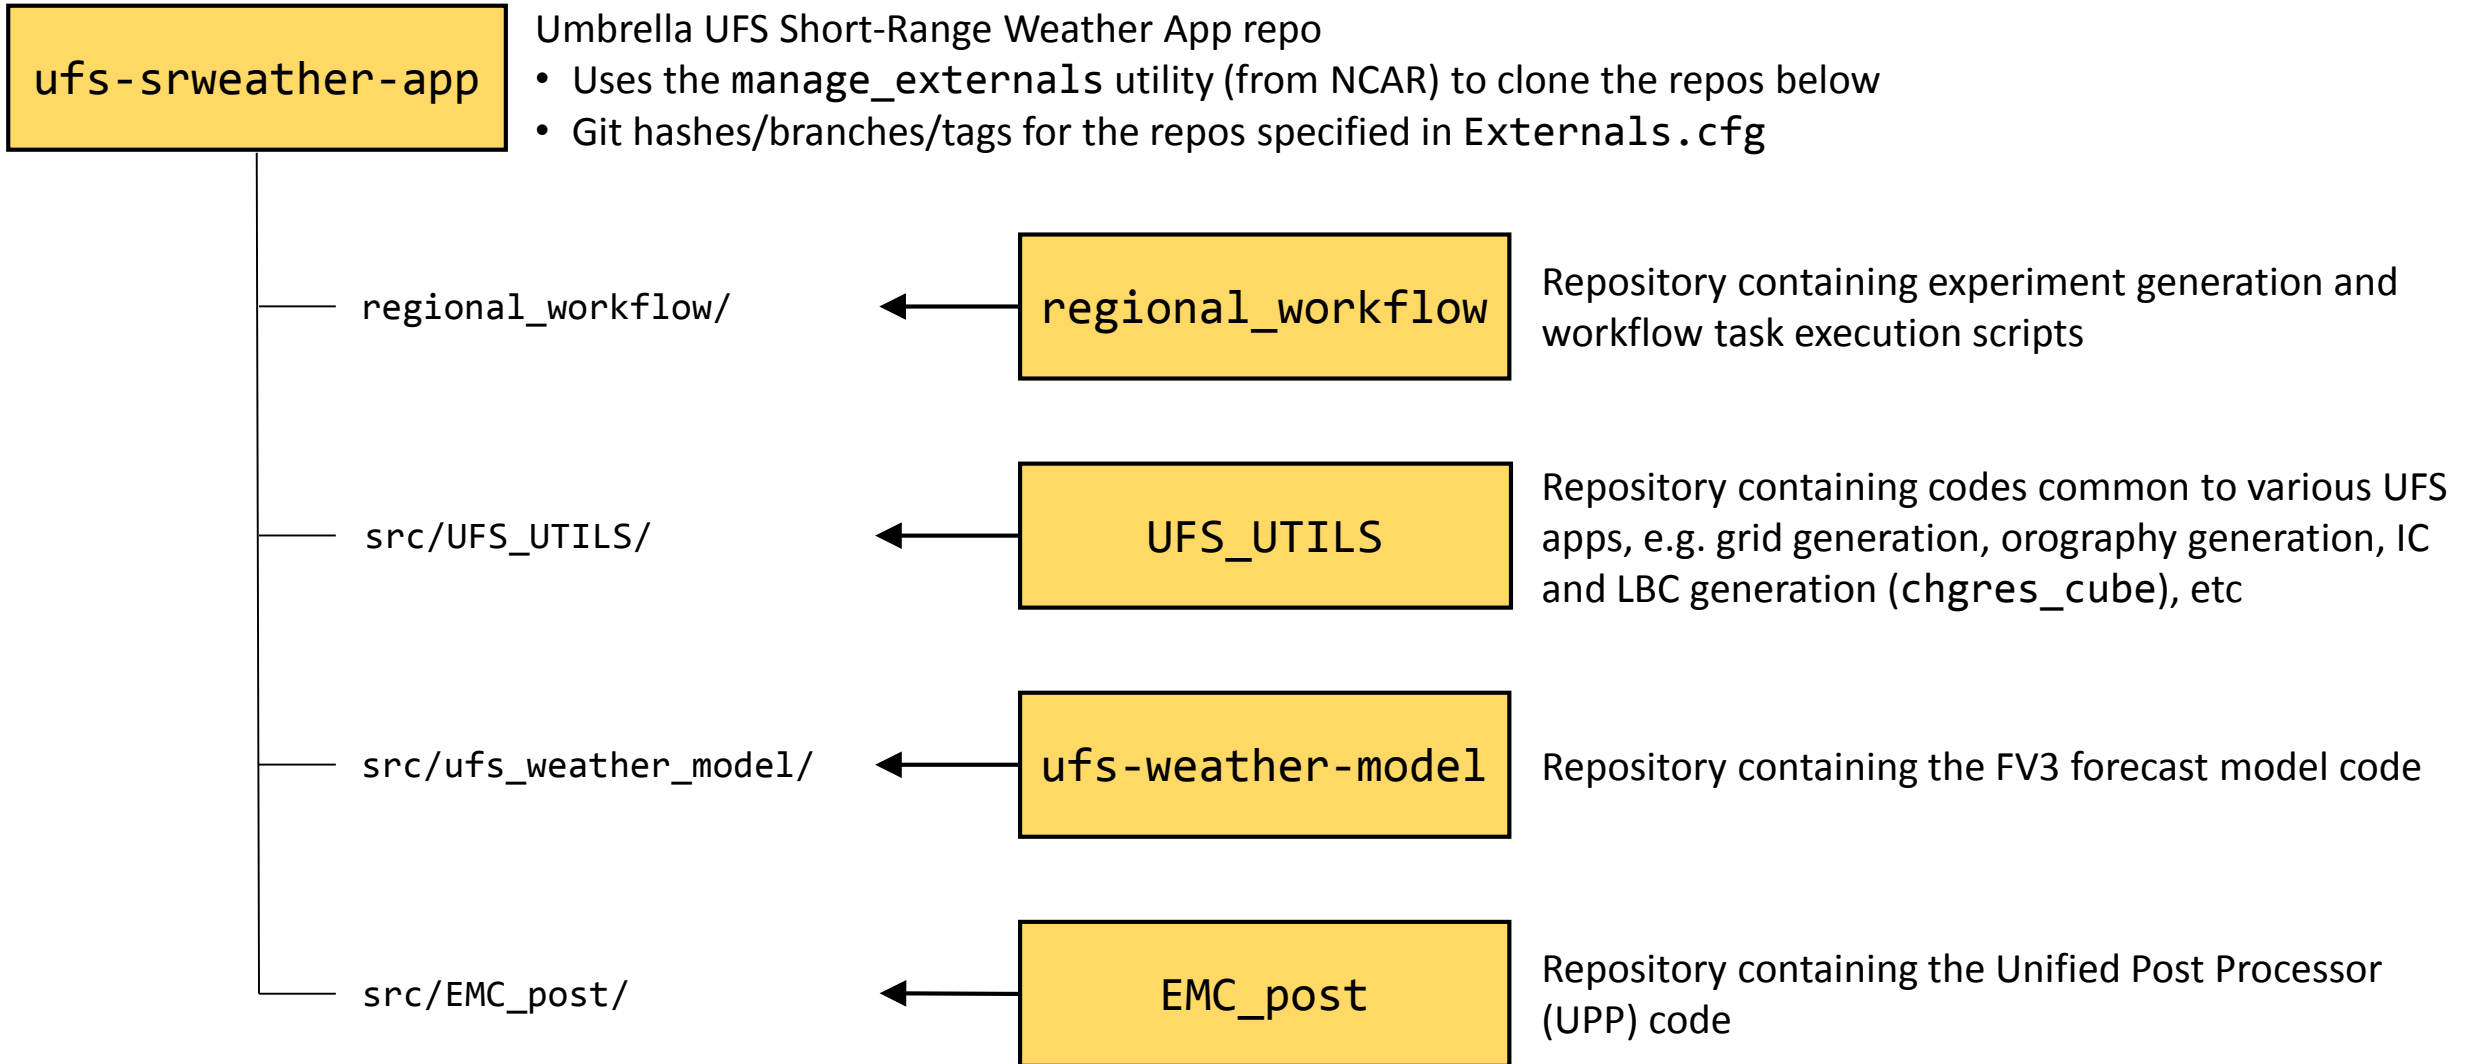 ufs-srweather-app
Umbrella UFS Short-Range Weather App repo
• Uses the manage_externals utility (from NCAR) to clone the repos below
• Git hashes/branches/tags for the repos specified in Externals.cfg
regional_workflow/
regional_workflow
Repository containing experiment generation and
workflow task execution scripts
src/UFS_UTILS/
UFS_UTILS
Repository containing codes common to various UFS
apps, e.g. grid generation, orography generation, IC
and LBC generation (chgres_cube), etc
src/ufs_weather_model/
ufs-weather-model
Repository containing the FV3 forecast model code
src/EMC_post/
EMC_post
Repository containing the Unified Post Processor
(UPP) code